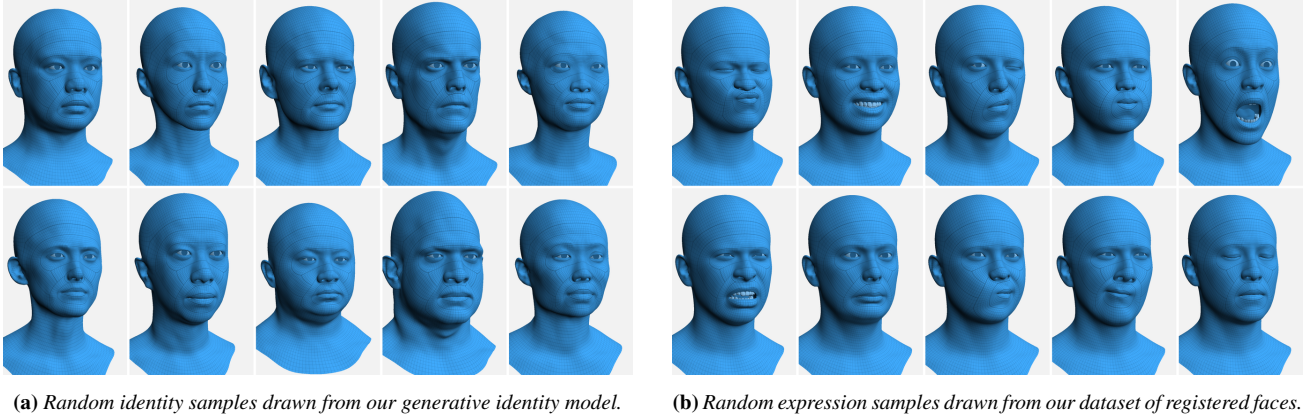 (a) Random identity samples drawn from our generative identity model.
(b) Random expression samples drawn from our dataset of registered faces.